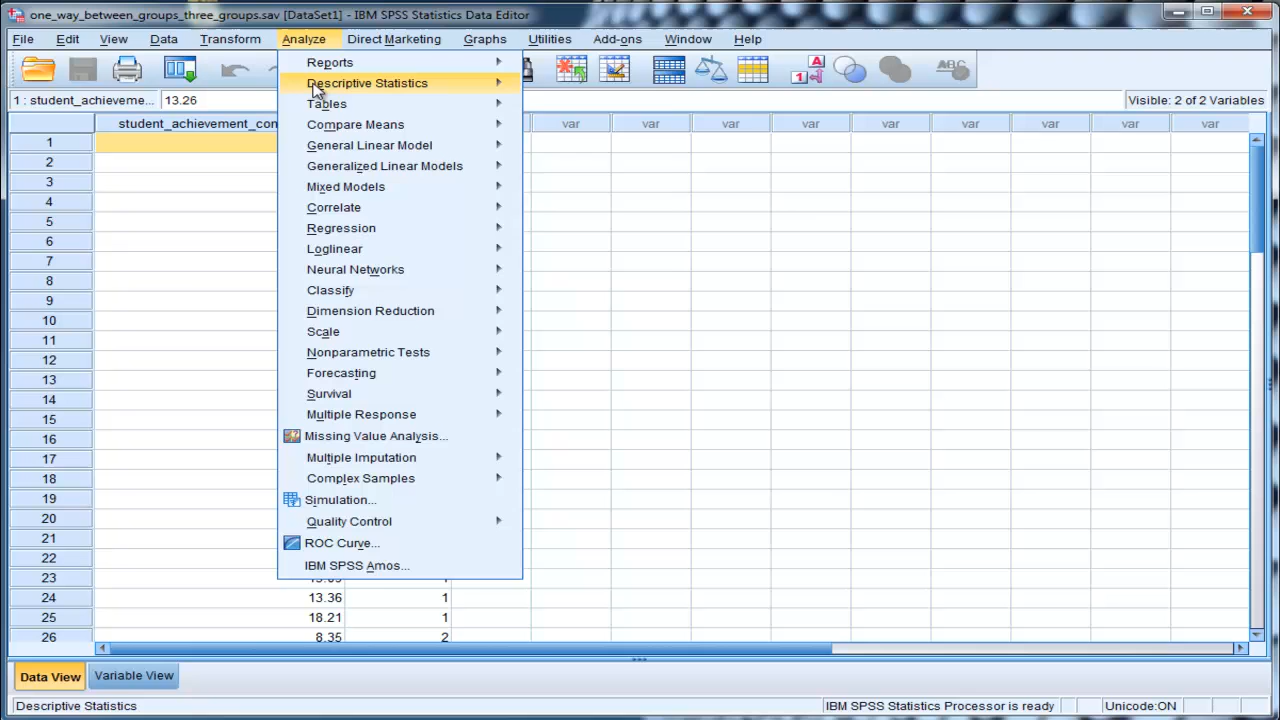 one_way_between_groups_three_groups.sav [DataSet1] - IBM SPSS Statistics Data Editor
File Edit View Data Transform Analyze Direct Marketing Graphs Utilities Add-ons Window Help
1 : student_achieveme... 13.26 Visible: 2 of 2 Variables
student_achievement_con var var var var var var var var var
Reports
Descriptive Statistics
Tables
Compare Means
General Linear Model
Generalized Linear Models
Mixed Models
Correlate
Regression
Loglinear
Neural Networks
Classify
Dimension Reduction
Scale
Nonparametric Tests
Forecasting
Survival
Multiple Response
Missing Value Analysis...
Multiple Imputation
Complex Samples
Simulation...
Quality Control
ROC Curve...
IBM SPSS Amos...
1
2
3
4
5
6
7
8
9
10
11
12
13
14
15
16
17
18
19
20
21
22
23
24 13.36 1
25 18.21 1
26 8.35 2
Data View Variable View
Descriptive Statistics IBM SPSS Statistics Processor is ready Unicode:ON